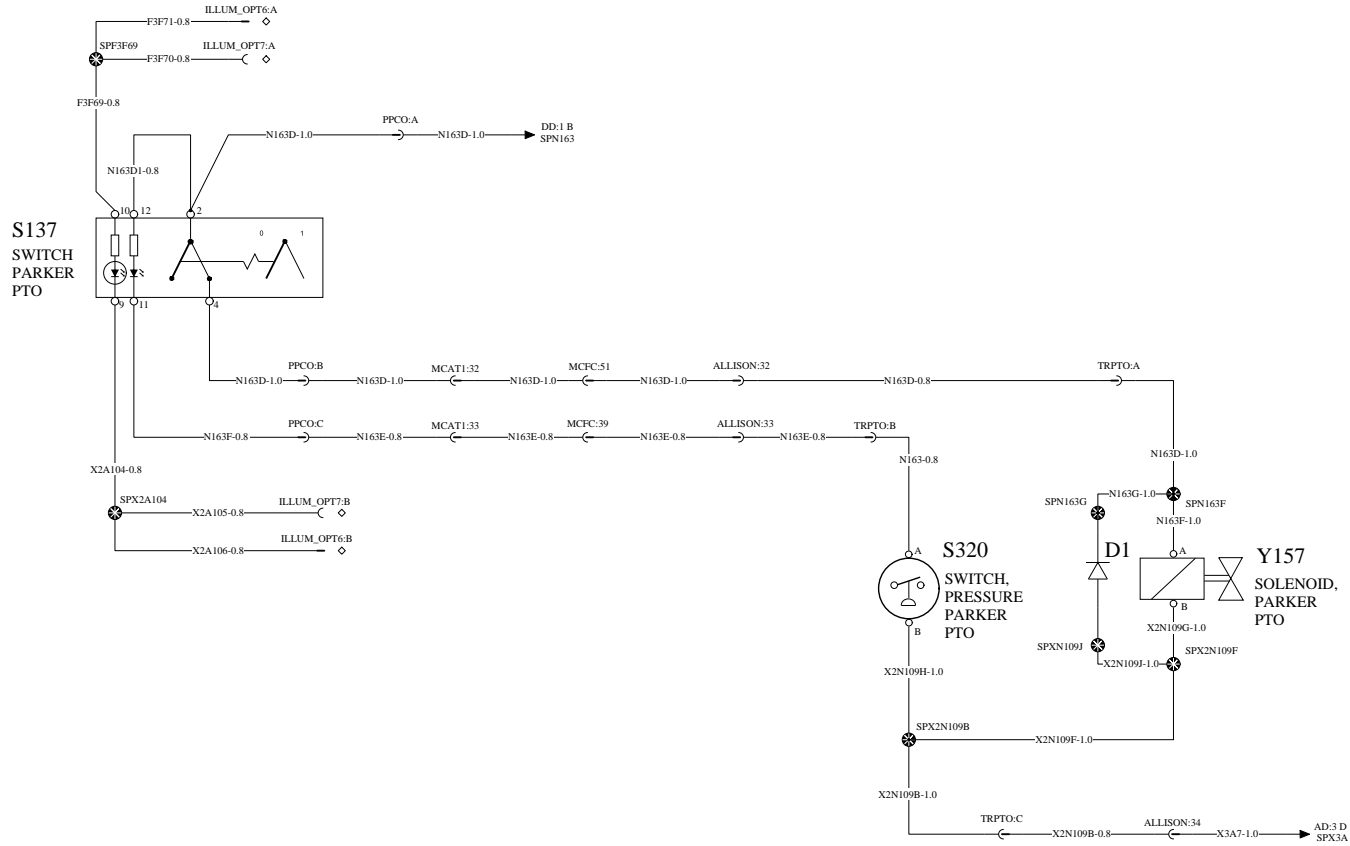 ILLUM_OPT6:A
F3F71-0.8
SPF3F69
ILLUM_OPT7:A
F3F70-0.8
F3F69-0.8
PPCO:A
N163D-1.0
N163D-1.0
DD:1 B
SPN163
N163D1-0.8
10
12
2
S137
SWITCH
PARKER
PTO
0
1
9
11
4
PPCO:B
MCAT1:32
MCFC:51
ALLISON:32
TRPTO:A
N163D-1.0
N163D-1.0
N163D-1.0
N163D-1.0
N163D-0.8
PPCO:C
MCAT1:33
MCFC:39
ALLISON:33
TRPTO:B
N163F-0.8
N163E-0.8
N163E-0.8
N163E-0.8
N163E-0.8
N163-0.8
N163D-1.0
X2A104-0.8
SPX2A104
ILLUM_OPT7:B
X2A105-0.8
ILLUM_OPT6:B
X2A106-0.8
SPN163G
N163G-1.0
SPN163F
N163F-1.0
A
S320
SWITCH,
PRESSURE
PARKER
PTO
B
D1
A
Y157
SOLENOID,
PARKER
PTO
B
X2N109G-1.0
SPXN109J
SPX2N109F
X2N109J-1.0
X2N109H-1.0
SPX2N109B
X2N109F-1.0
X2N109B-1.0
TRPTO:C
X2N109B-0.8
ALLISON:34
X3A7-1.0
AD:3 D
SPX3A